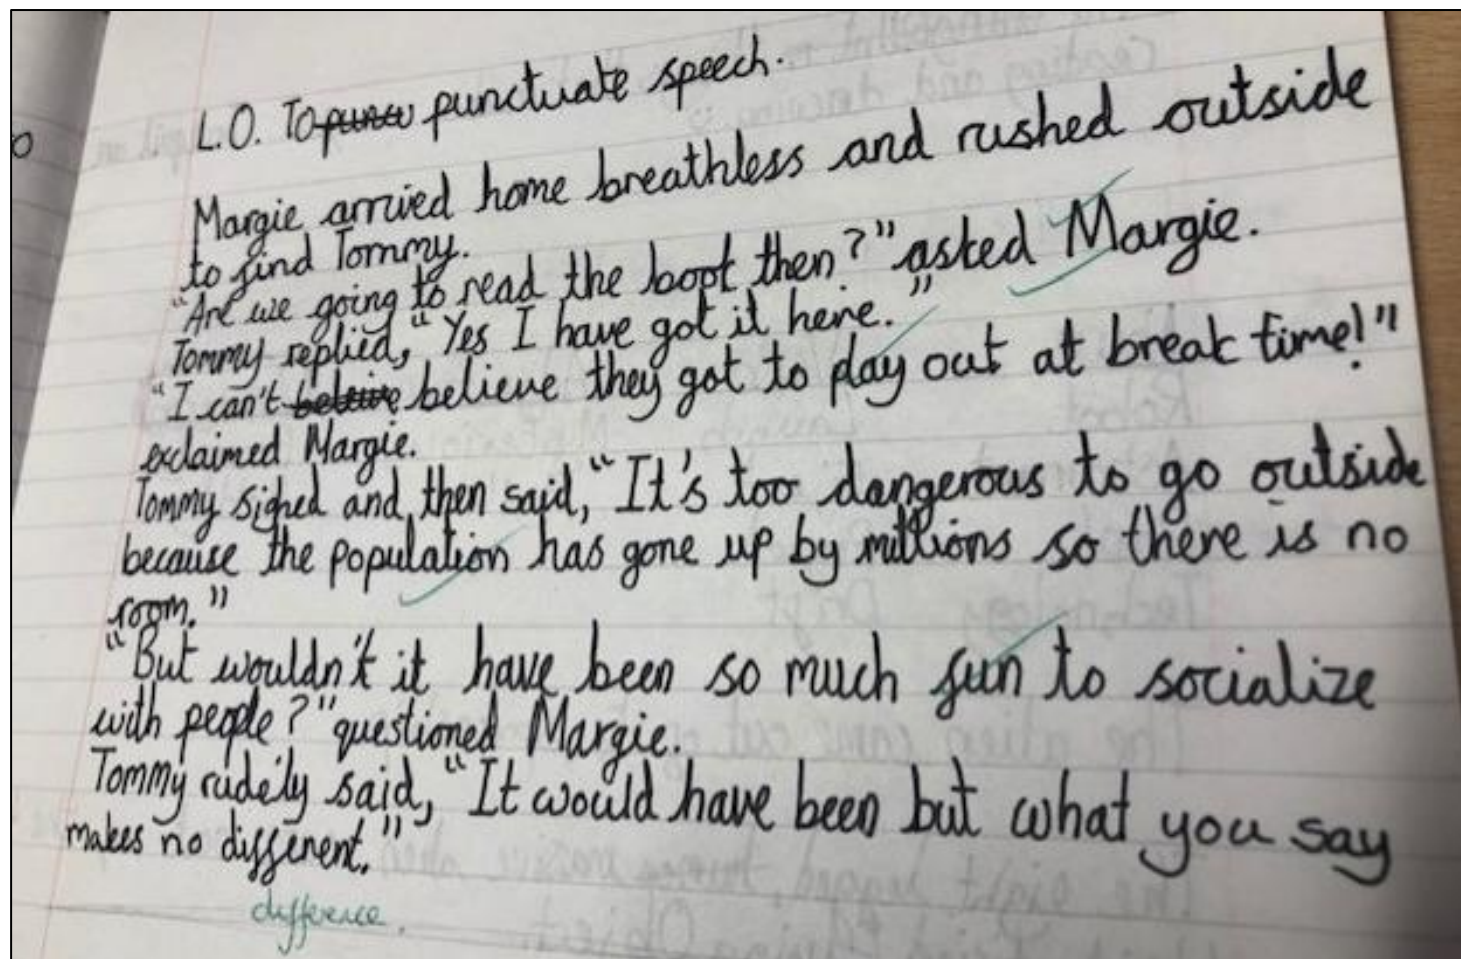 L.O. To punctuate speech.
Margie arrived home breathless and rushed outside
to find Tommy.
"Are we going to read the book then?" asked Margie.
Tommy replied, "Yes I have got it here."
"I can't beleive believe they got to play out at break time!"
exclaimed Margie.
Tommy sighed and then said, "It's too dangerous to go outside
because the population has gone up by millions so there is no
room."
"But wouldn't it have been so much fun to socialize
with people?" questioned Margie.
Tommy rudely said, "It would have been but what you say
makes no different."
difference.